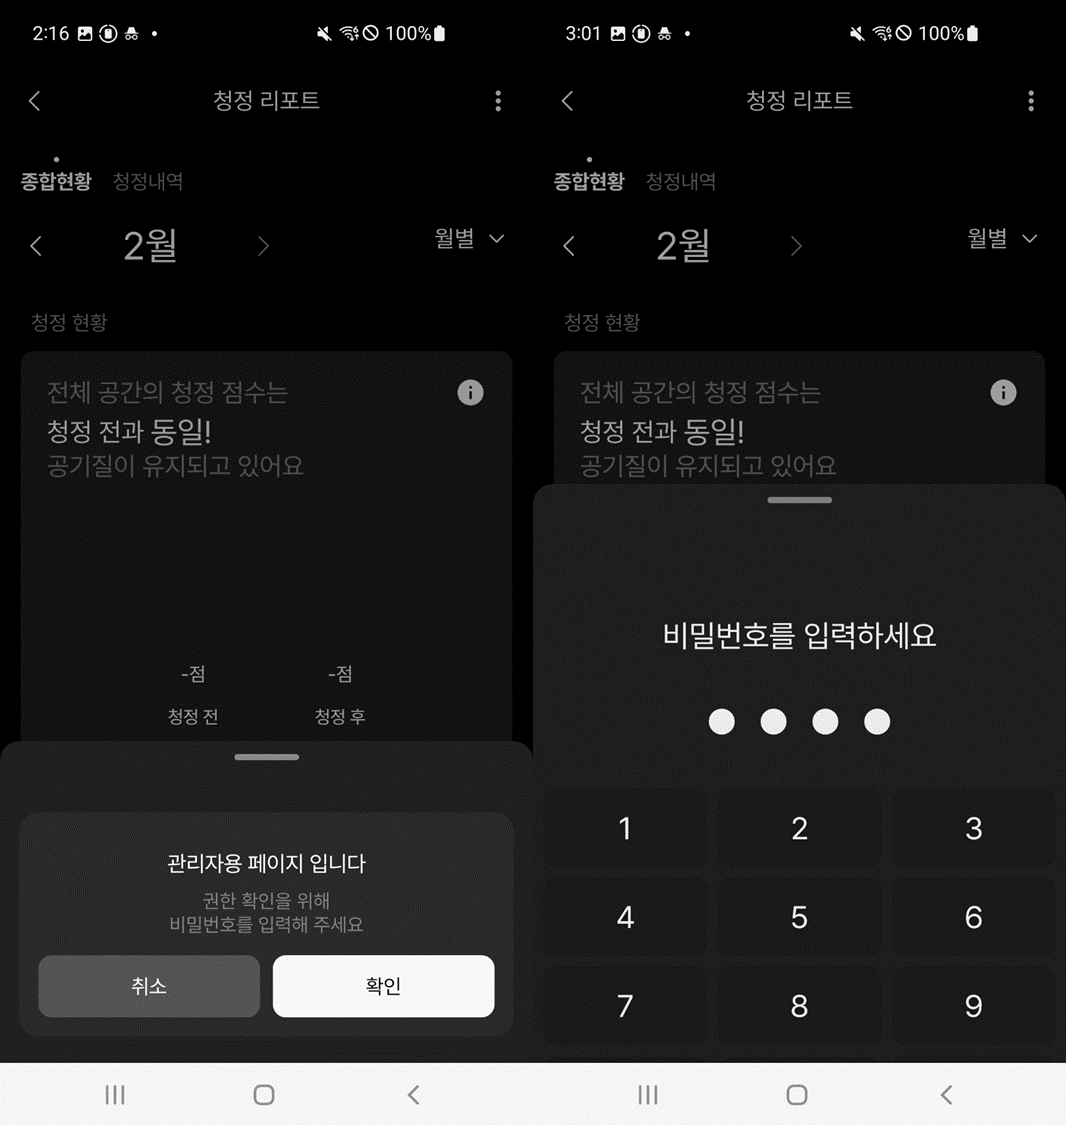 2:16
100%
청정 리포트
종합현황 청정내역
2월
월별
청정 현황
전체 공간의 청정 점수는
청정 전과 동일!
공기질이 유지되고 있어요
-점 -점
청정 전 청정 후
관리자용 페이지 입니다
권한 확인을 위해
비밀번호를 입력해 주세요
취소 확인
3:01
100%
청정 리포트
종합현황 청정내역
2월
월별
청정 현황
전체 공간의 청정 점수는
청정 전과 동일!
공기질이 유지되고 있어요
비밀번호를 입력하세요
1 2 3
4 5 6
7 8 9